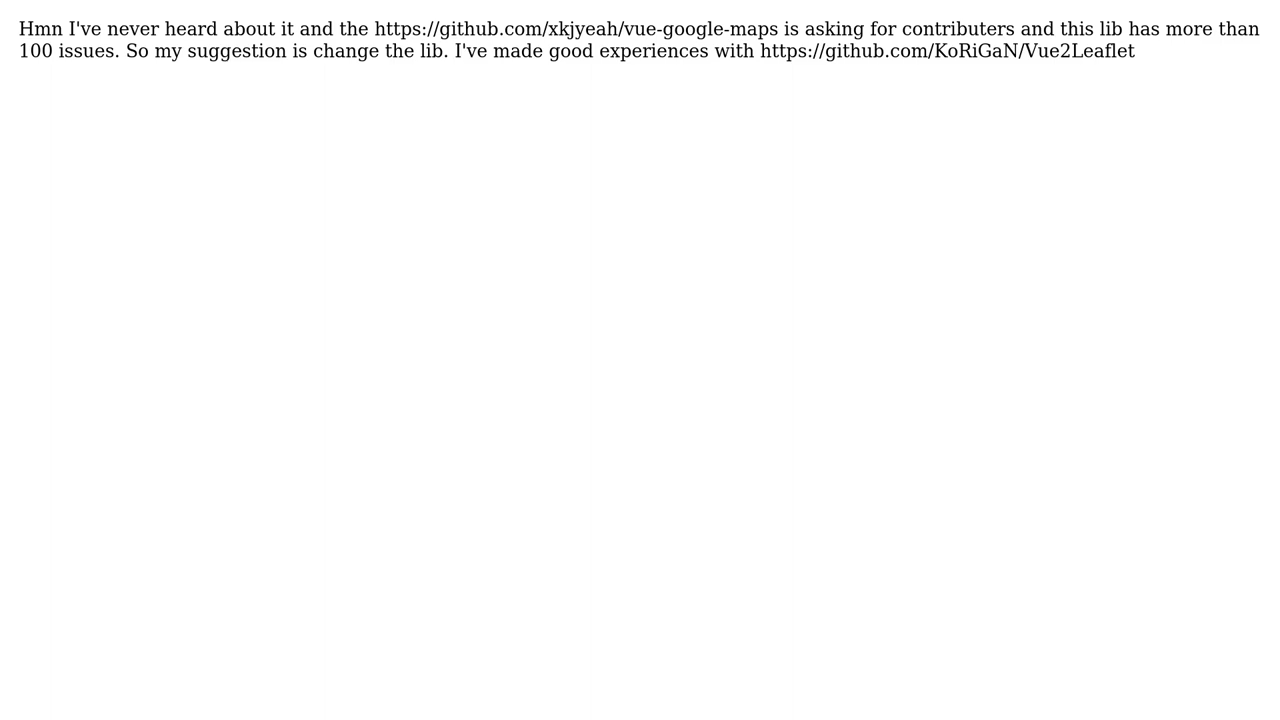 Hmn I've never heard about it and the https://github.com/xkjyeah/vue-google-maps is asking for contributers and this lib has more than
100 issues. So my suggestion is change the lib. I've made good experiences with https://github.com/KoRiGaN/Vue2Leaflet